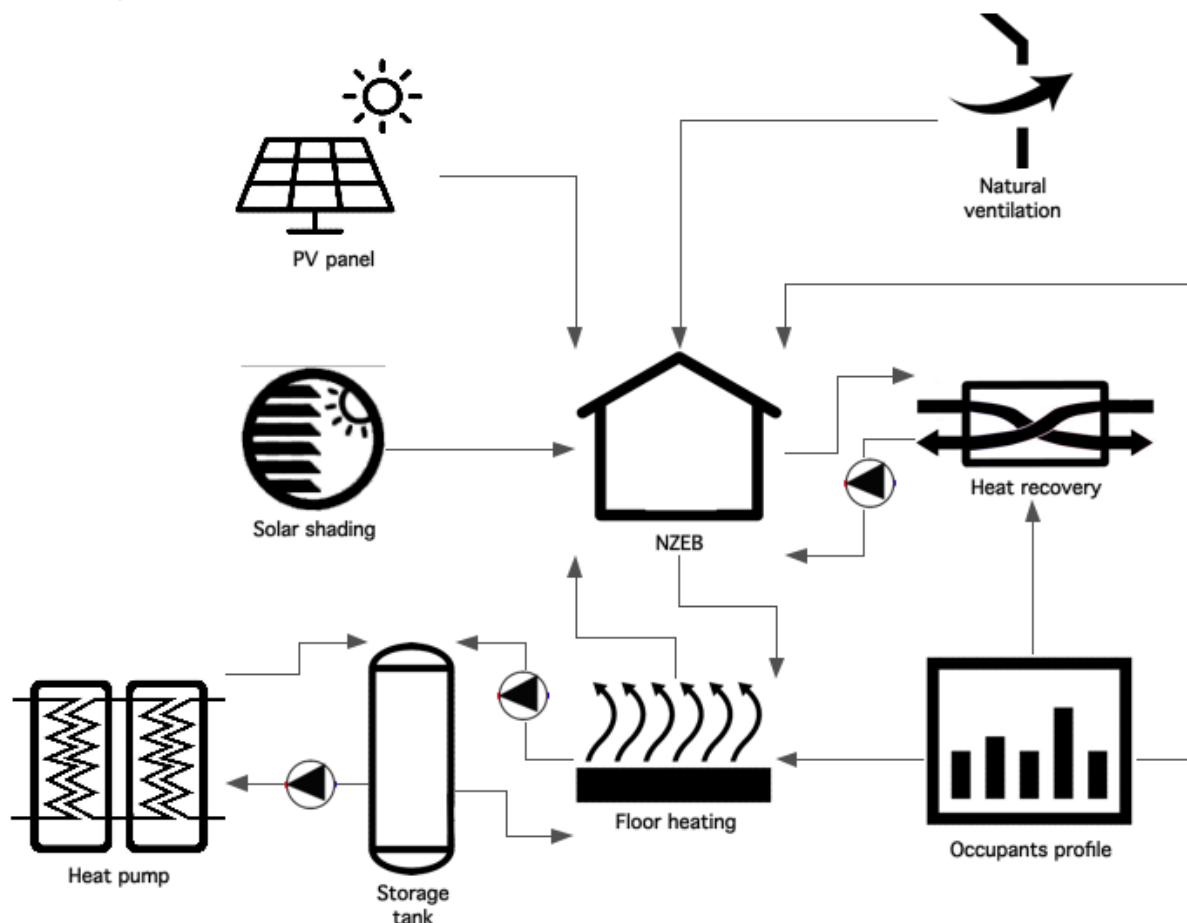 Natural
ventilation
PV panel
Heat recovery
Solar shading
NZEB
Floor heating
Occupants profile
Heat pump
Storage
tank